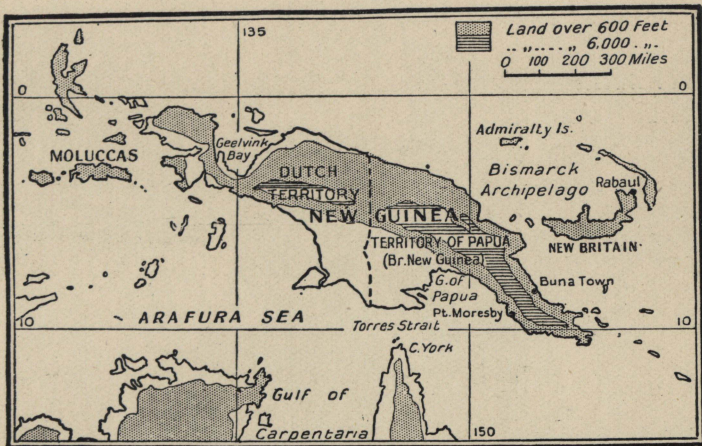 135
Land over 600 Feet
„ „ 6,000 „
0 100 200 300 Miles
0
0
Admiralty Is.
Geelvink
Bay
MOLUCCAS
Bismarck
Archipelago
Rabaul
DUTCH
TERRITORY
NEW GUINEA
TERRITORY OF PAPUA
(Br. New Guinea)
NEW BRITAIN
G. of
Papua
Buna Town
Pt. Moresby
ARAFURA SEA
10
10
Torres Strait
C. York
Gulf of
Carpentaria
150